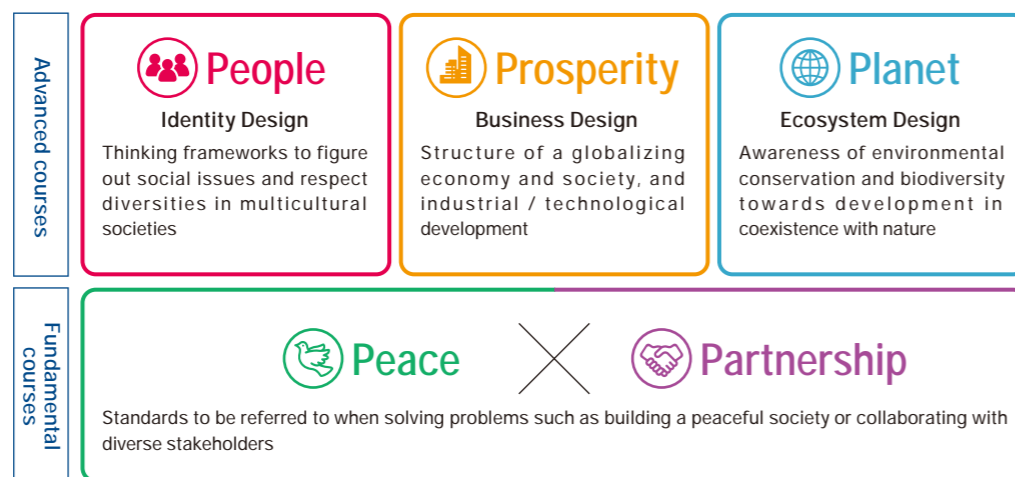 Advanced courses
People
Identity Design
Thinking frameworks to figure
out social issues and respect
diversities in multicultural
societies
Prosperity
Business Design
Structure of a globalizing
economy and society, and
industrial / technological
development
Planet
Ecosystem Design
Awareness of environmental
conservation and biodiversity
towards development in
coexistence with nature
Fundamental
courses
Peace
Partnership
Standards to be referred to when solving problems such as building a peaceful society or collaborating with
diverse stakeholders